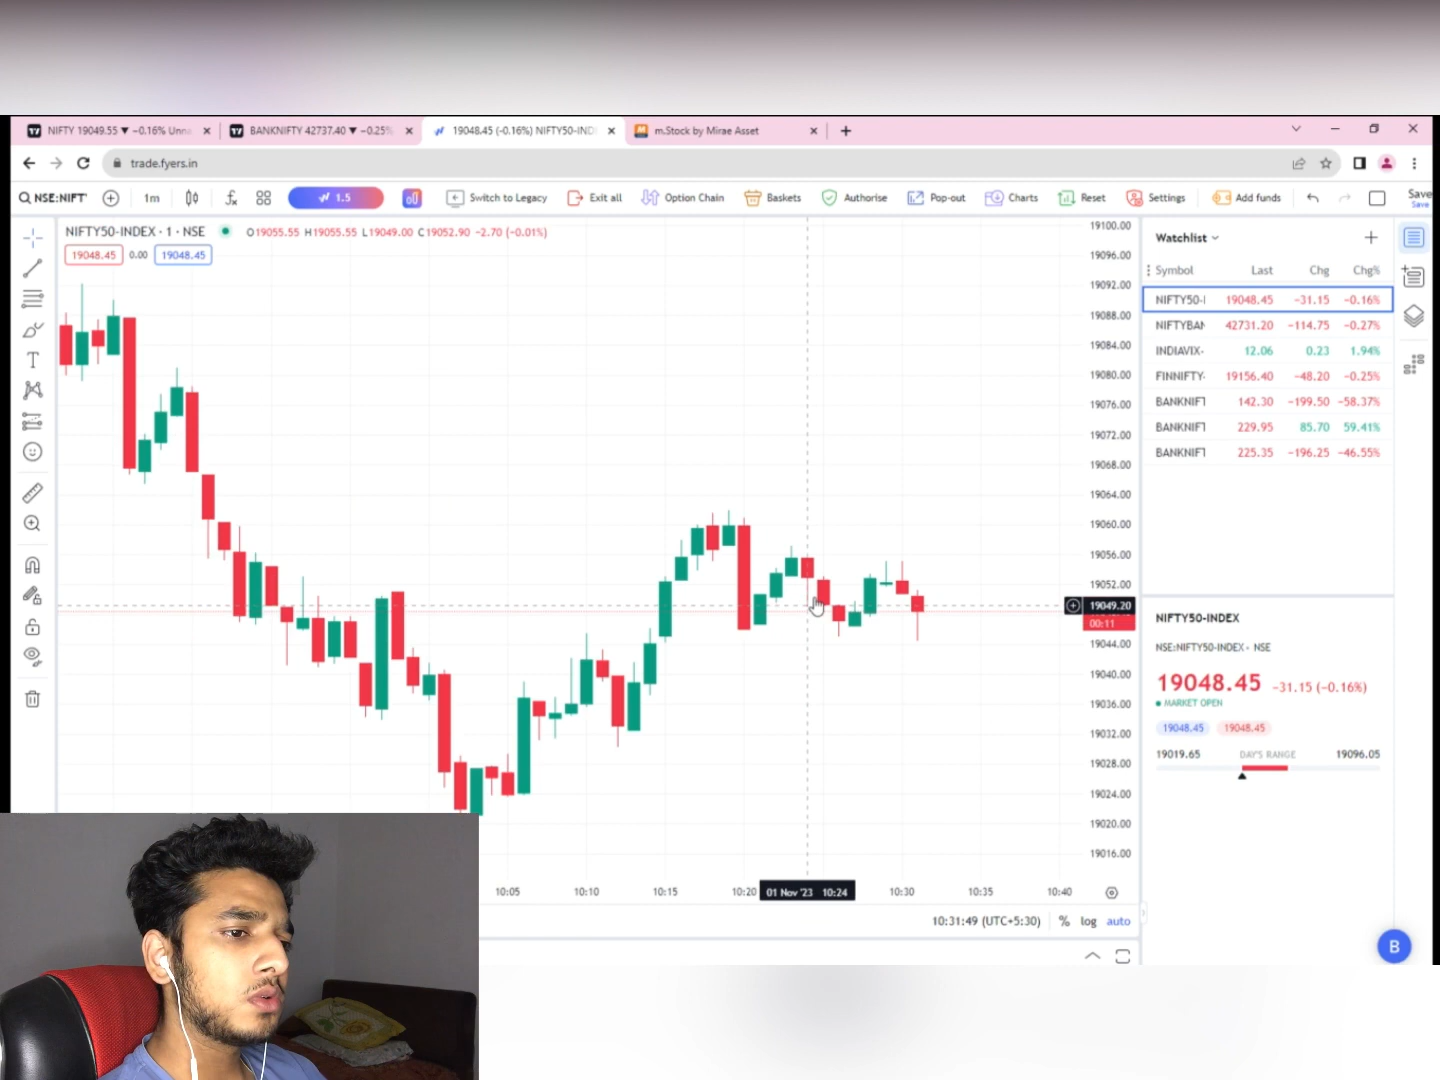 NIFTY 19049.55 ▼ −0.16% Unna
BANKNIFTY 42737.40 ▼ −0.25%
19048.45 (-0.16%) NIFTY50-IND
m.Stock by Mirae Asset
trade.fyers.in
NSE:NIFT
1m
1.5
Switch to Legacy
Exit all
Option Chain
Baskets
Authorise
Pop-out
Charts
Reset
Settings
Add funds
Save
Save
NIFTY50-INDEX · 1 · NSE
O19055.55 H19055.55 L19049.00 C19052.90 −2.70 (−0.01%)
19048.45 0.00 19048.45
19100.00
19096.00
19092.00
19088.00
19084.00
19080.00
19076.00
19072.00
19068.00
19064.00
19060.00
19056.00
19052.00
19049.20
00:11
19044.00
19040.00
19036.00
19032.00
19028.00
19024.00
19020.00
19016.00
10:05 10:10 10:15 10:20 01 Nov '23 10:24 10:30 10:35 10:40
10:31:49 (UTC+5:30) % log auto
Watchlist
Symbol Last Chg Chg%
NIFTY50-I 19048.45 −31.15 −0.16%
NIFTYBAN 42731.20 −114.75 −0.27%
INDIAVIX- 12.06 0.23 1.94%
FINNIFTY- 19156.40 −48.20 −0.25%
BANKNIFT 142.30 −199.50 −58.37%
BANKNIFT 229.95 85.70 59.41%
BANKNIFT 225.35 −196.25 −46.55%
NIFTY50-INDEX
NSE:NIFTY50-INDEX · NSE
19048.45 −31.15 (−0.16%)
MARKET OPEN
19048.45 19048.45
19019.65 DAY'S RANGE 19096.05
B